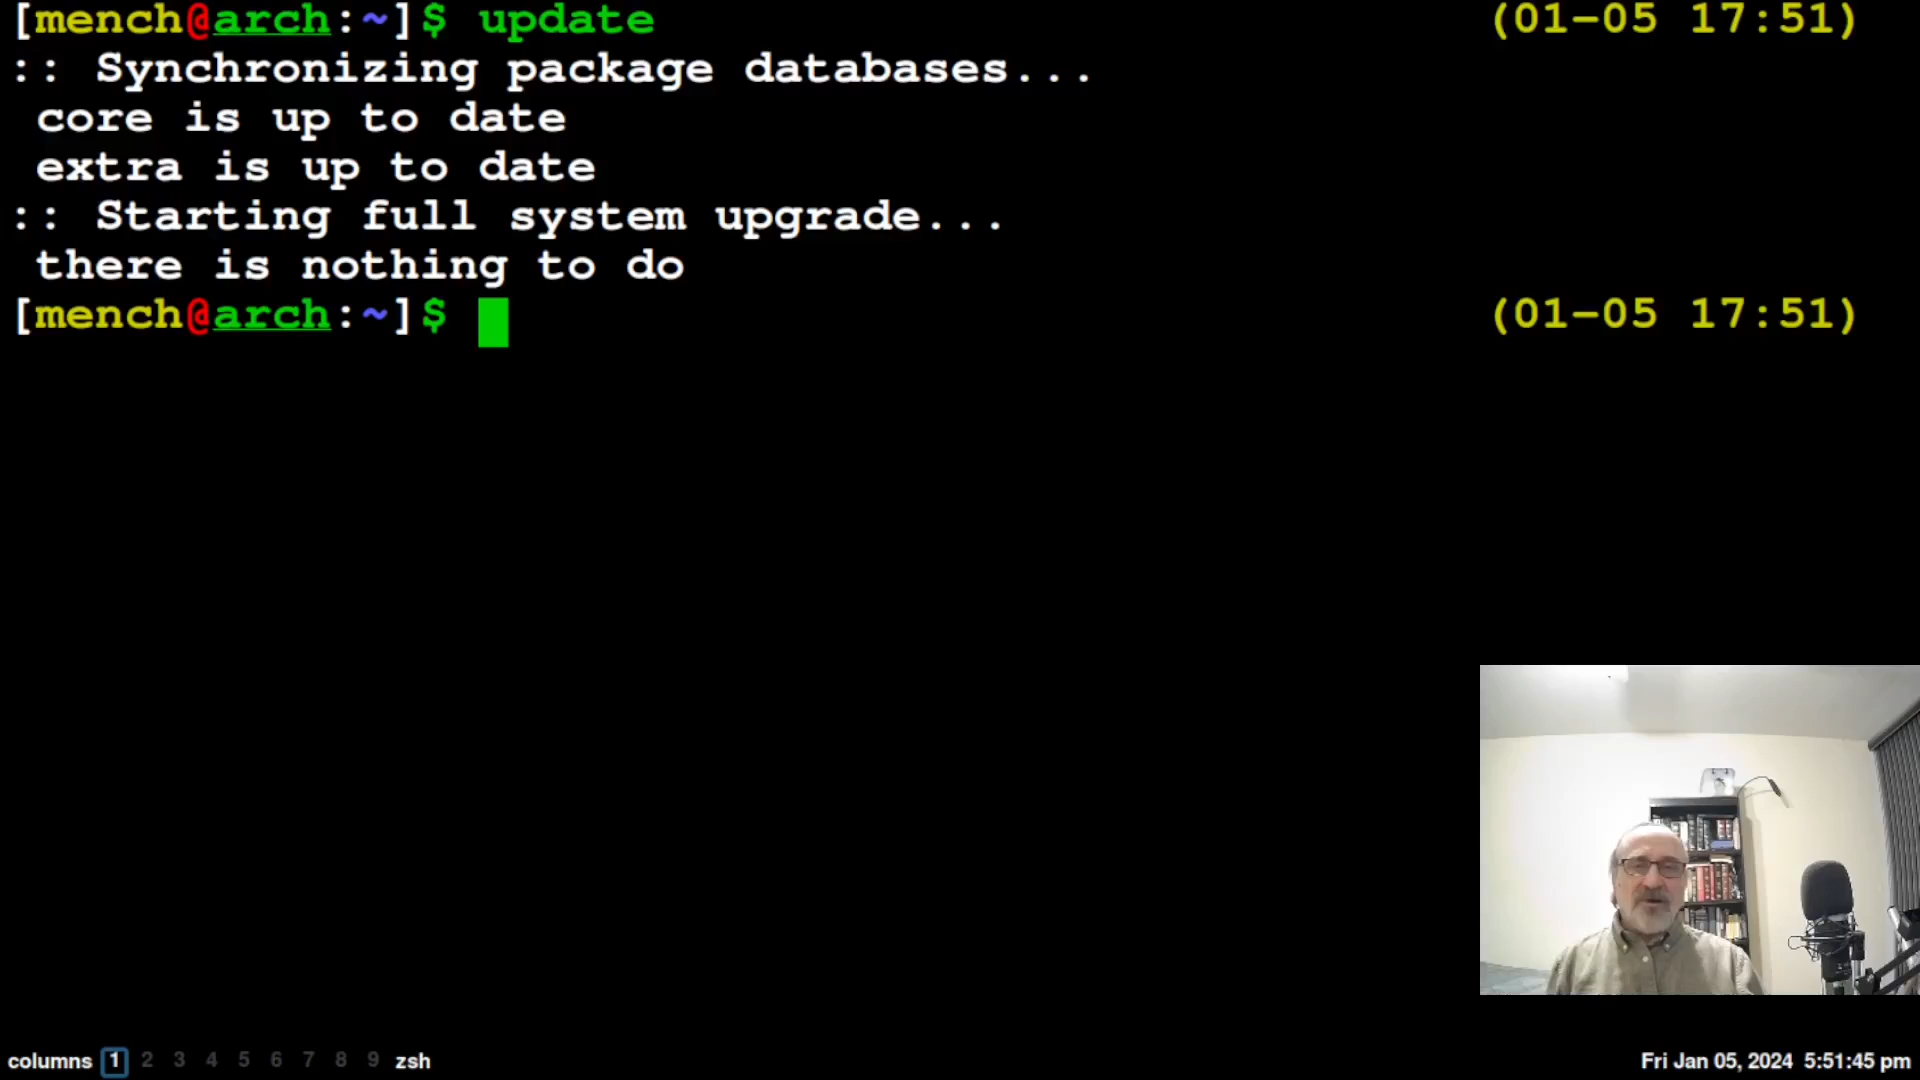 [mench@arch:~]$ update (01-05 17:51)
:: Synchronizing package databases...
core is up to date
extra is up to date
:: Starting full system upgrade...
there is nothing to do
[mench@arch:~]$ (01-05 17:51)
columns 1 2 3 4 5 6 7 8 9 zsh Fri Jan 05, 2024 5:51:45 pm